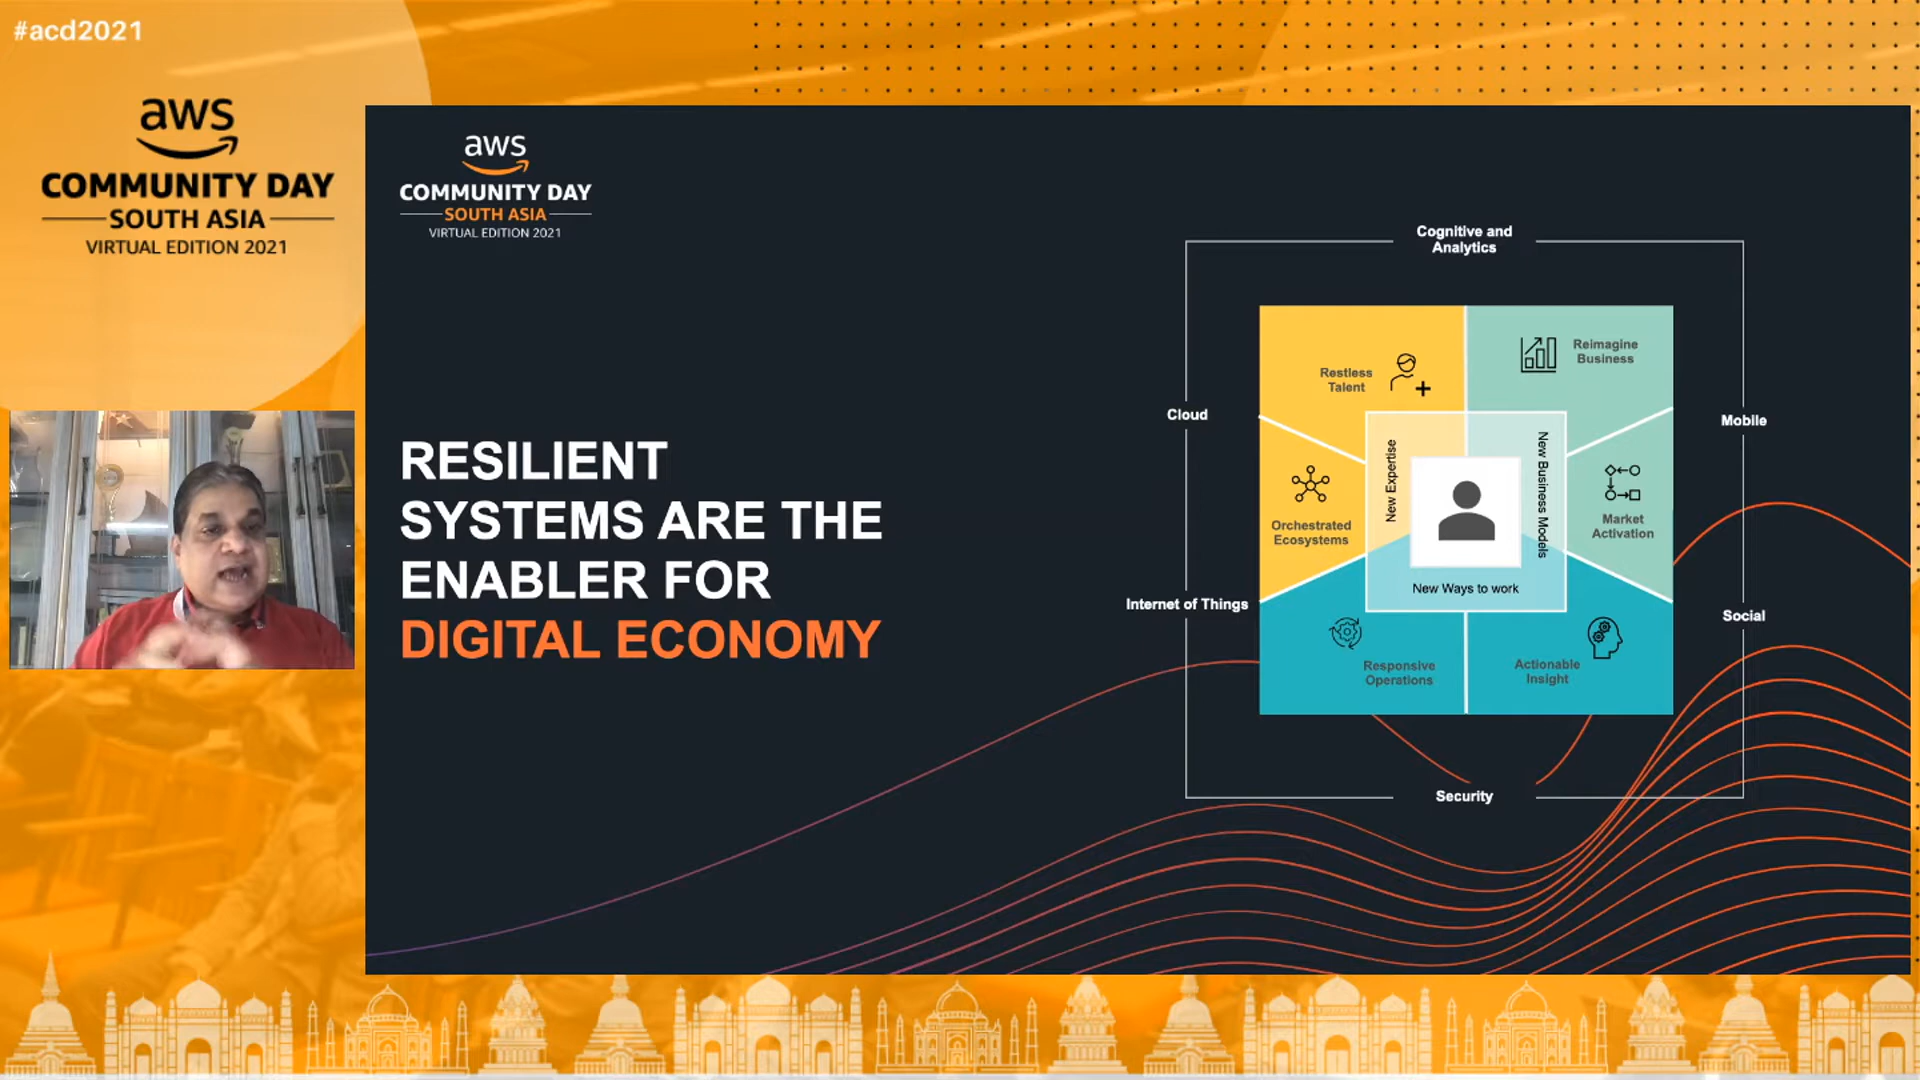 #acd2021
aws
COMMUNITY DAY
SOUTH ASIA
VIRTUAL EDITION 2021
aws
COMMUNITY DAY
SOUTH ASIA
VIRTUAL EDITION 2021
RESILIENT
SYSTEMS ARE THE
ENABLER FOR
DIGITAL ECONOMY
Cognitive and
Analytics
Cloud
Mobile
Internet of Things
Social
Security
Restless
Talent
Reimagine
Business
Orchestrated
Ecosystems
Market
Activation
Responsive
Operations
Actionable
Insight
New Expertise
New Business Models
New Ways to work